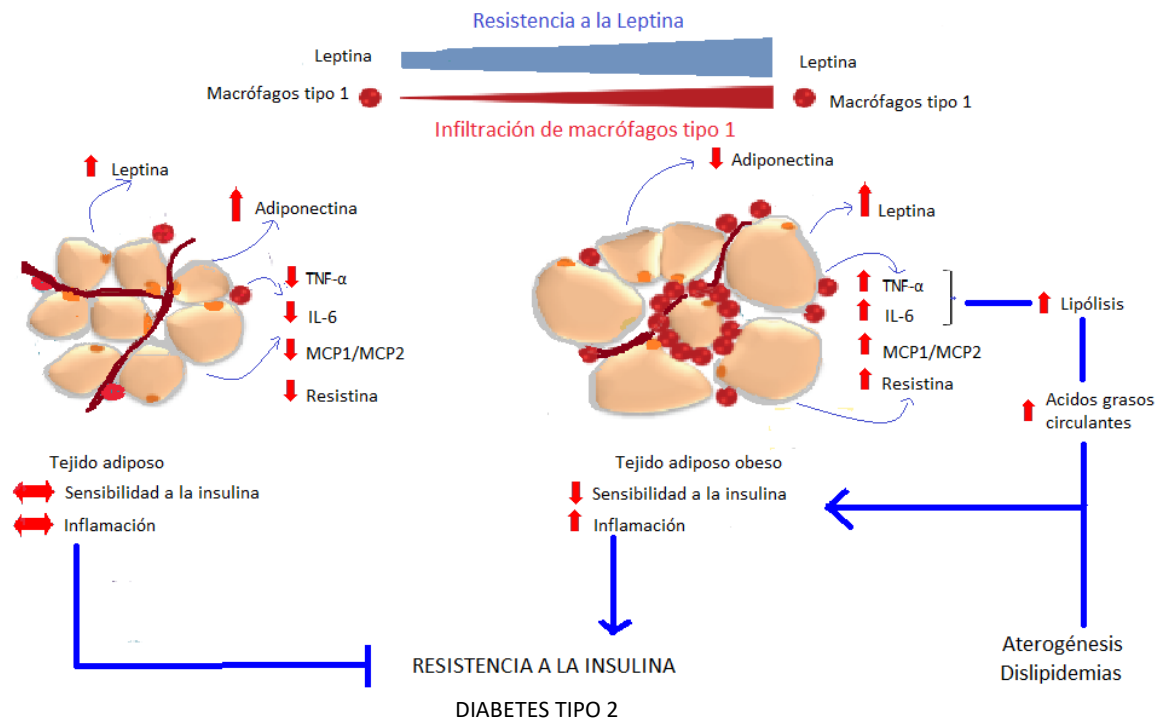 Resistencia a la Leptina
Leptina
Leptina
Macrófagos tipo 1
Macrófagos tipo 1
Infiltración de macrófagos tipo 1
Leptina
Adiponectina
TNF-α
IL-6
MCP1/MCP2
Resistina
Adiponectina
Leptina
TNF-α
IL-6
MCP1/MCP2
Resistina
Lipólisis
Acidos grasos
circulantes
Tejido adiposo
Sensibilidad a la insulina
Inflamación
Tejido adiposo obeso
Sensibilidad a la insulina
Inflamación
Aterogénesis
Dislipidemias
RESISTENCIA A LA INSULINA
DIABETES TIPO 2